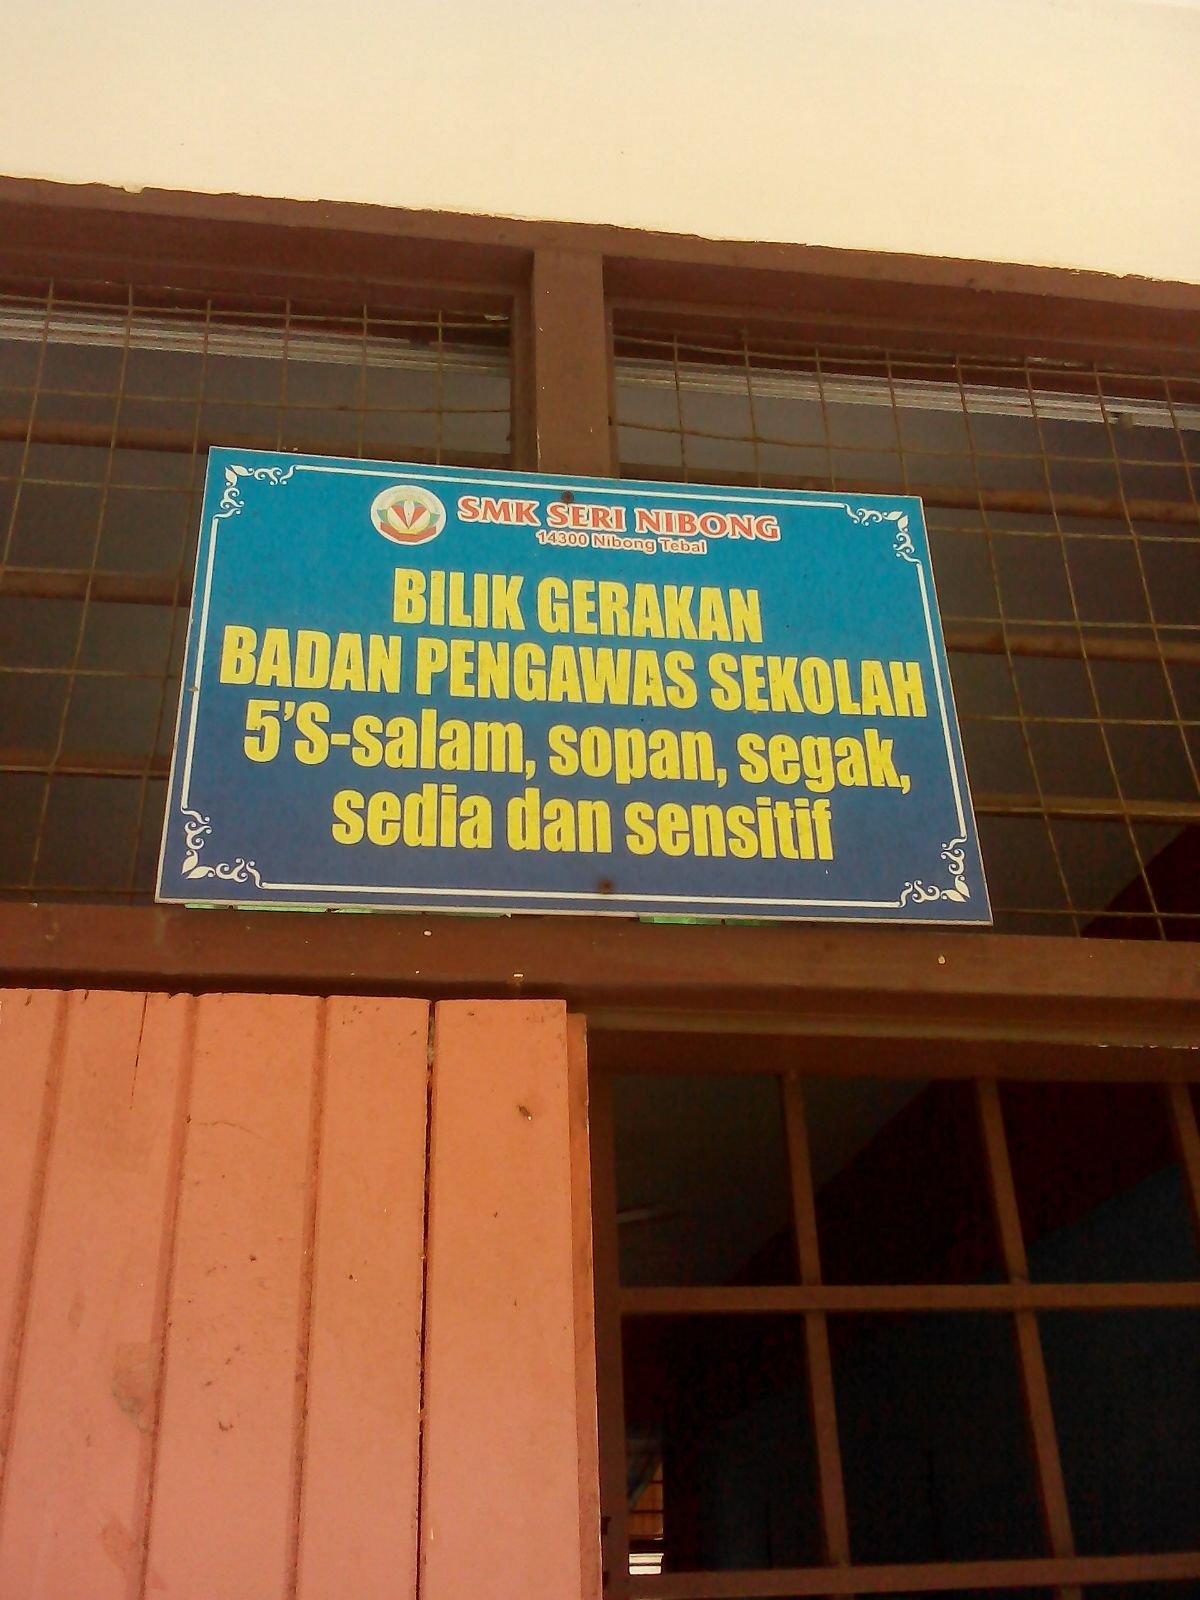 SMK SERI NIBONG
14300 Nibong Tebal
BILIK GERAKAN
BADAN PENGAWAS SEKOLAH
5'S-salam, sopan, segak,
sedia dan sensitif